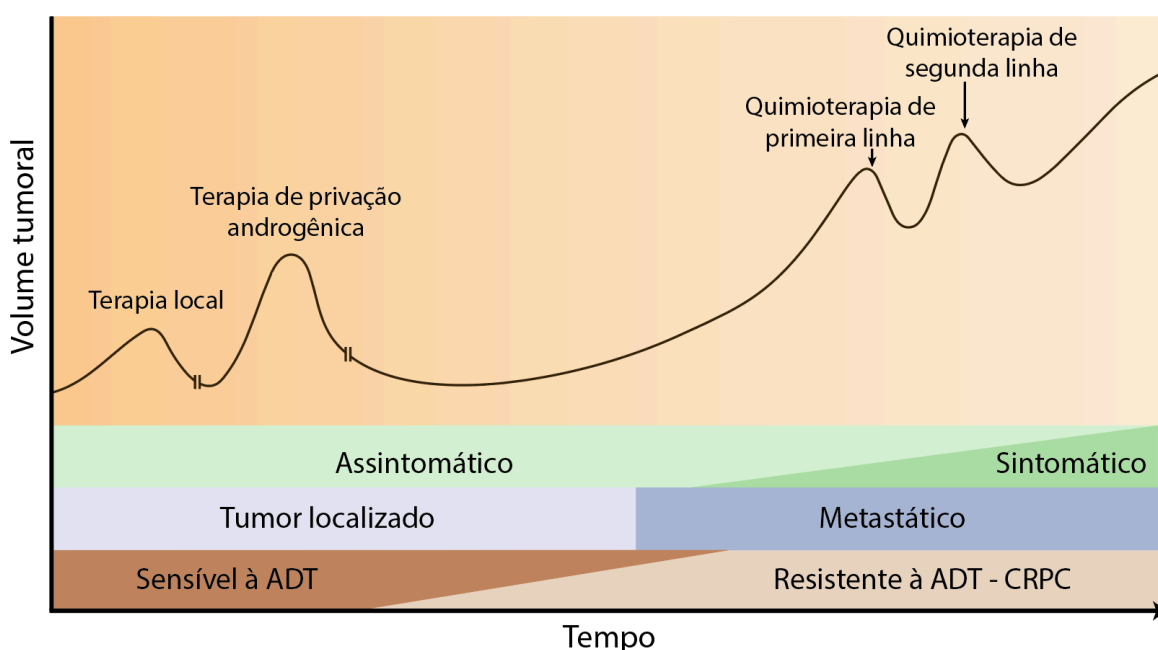 Quimioterapia de
segunda linha
Quimioterapia de
primeira linha
Terapia de privação
androgênica
Terapia local
Volume tumoral
Assintomático
Sintomático
Tumor localizado
Metastático
Sensível à ADT
Resistente à ADT - CRPC
Tempo